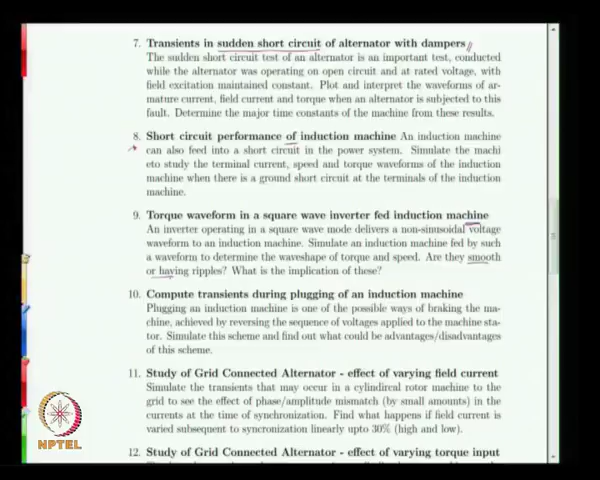 7. Transients in sudden short circuit of alternator with dampers
The sudden short circuit test of an alternator is an important test, conducted
while the alternator was operating on open circuit and at rated voltage, with
field excitation maintained constant. Plot and interpret the waveforms of ar-
mature current, field current and torque when an alternator is subjected to this
fault. Determine the major time constants of the machine from these results.
8. Short circuit performance of induction machine An induction machine
can also feed into a short circuit in the power system. Simulate the machi
eto study the terminal current, speed and torque waveforms of the induction
machine when there is a ground short circuit at the terminals of the induction
machine.
9. Torque waveform in a square wave inverter fed induction machine
An inverter operating in a square wave mode delivers a non-sinusoidal voltage
waveform to an induction machine. Simulate an induction machine fed by such
a waveform to determine the waveshape of torque and speed. Are they smooth
or having ripples? What is the implication of these?
10. Compute transients during plugging of an induction machine
Plugging an induction machine is one of the possible ways of braking the ma-
chine, achieved by reversing the sequence of voltages applied to the machine sta-
tor. Simulate this scheme and find out what could be advantages/disadvantages
of this scheme.
11. Study of Grid Connected Alternator - effect of varying field current
Simulate the transients that may occur in a cylindircal rotor machine to the
grid to see the effect of phase/amplitude mismatch (by small amounts) in
the currents at the time of synchronization. Find what happens if field current is
varied subsequent to syncronization linearly upto 30% (high and low).
12. Study of Grid Connected Alternator - effect of varying torque input
NPTEL